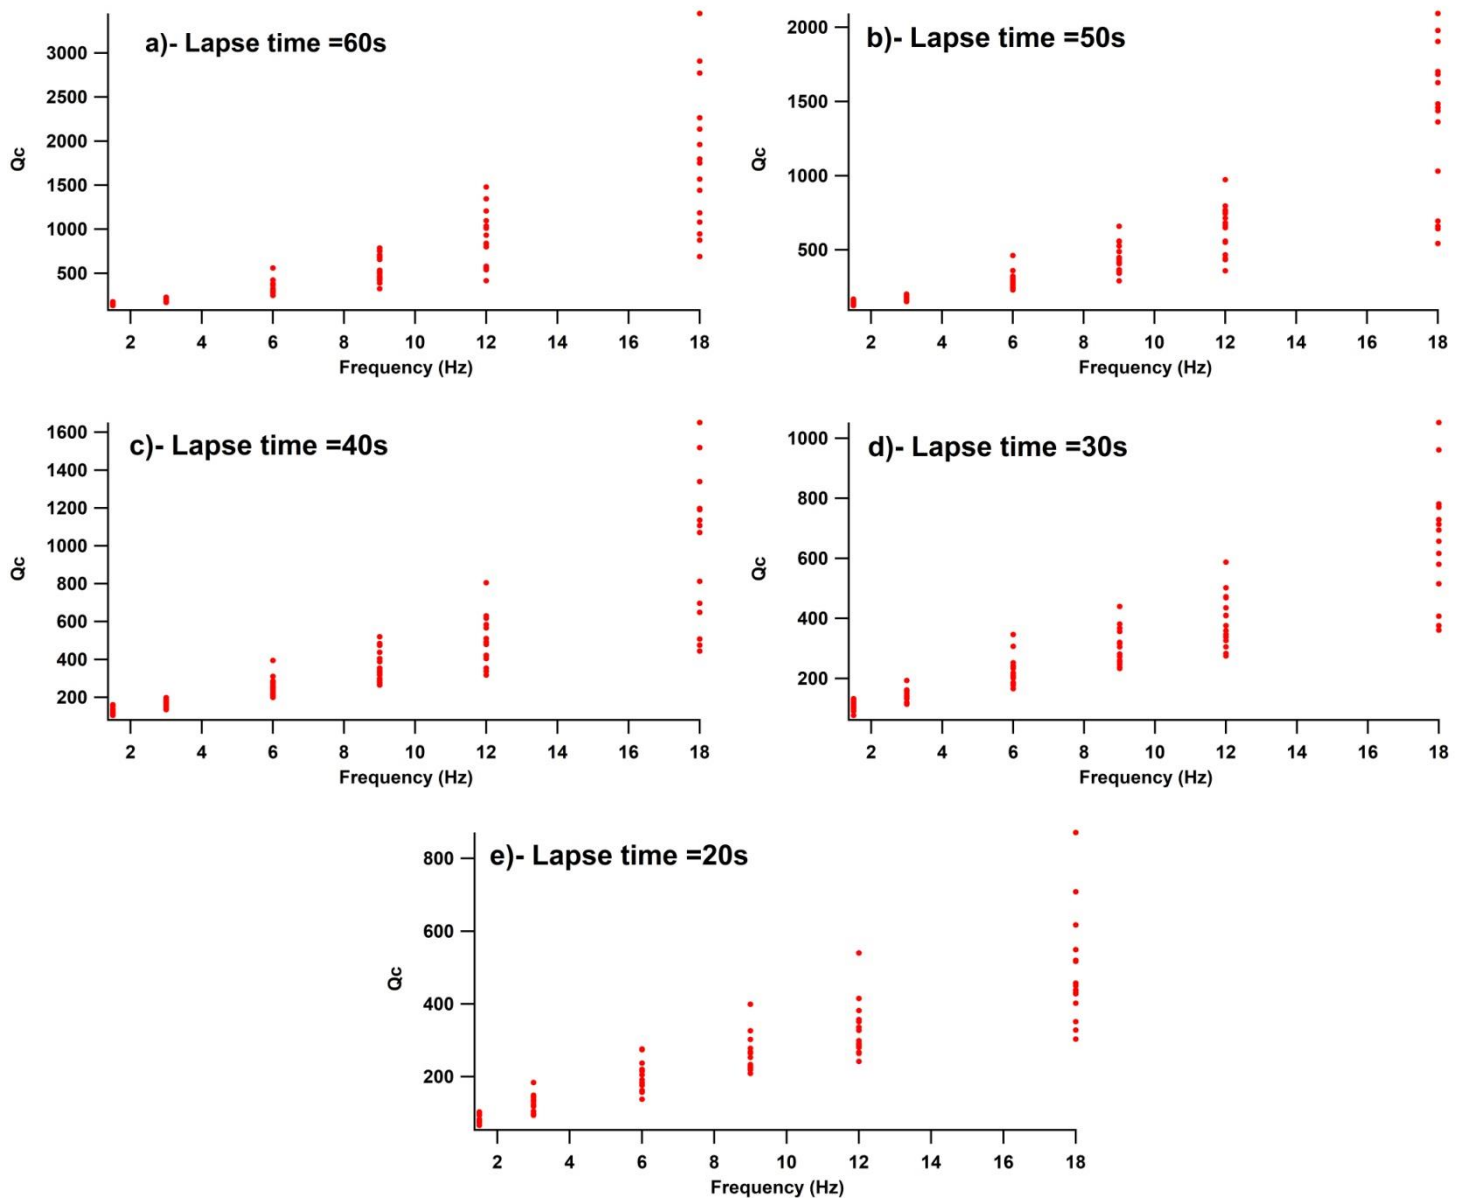 a)- Lapse time =60s
3000
2500
2000
1500
1000
500
Qc
2 4 6 8 10 12 14 16 18
Frequency (Hz)
b)- Lapse time =50s
2000
1500
1000
500
Qc
2 4 6 8 10 12 14 16 18
Frequency (Hz)
c)- Lapse time =40s
1600
1400
1200
1000
800
600
400
200
Qc
2 4 6 8 10 12 14 16 18
Frequency (Hz)
d)- Lapse time =30s
1000
800
600
400
200
Qc
2 4 6 8 10 12 14 16 18
Frequency (Hz)
e)- Lapse time =20s
800
600
400
200
Qc
2 4 6 8 10 12 14 16 18
Frequency (Hz)